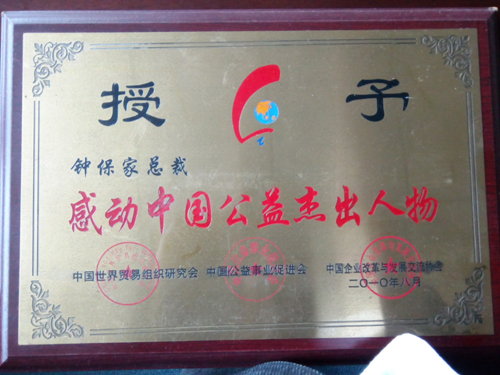 授 予
钟保家总裁
感动中国公益杰出人物
中国世界贸易组织研究会 中国公益事业促进会 中国企业改革与发展交流协会
二〇一〇年八月